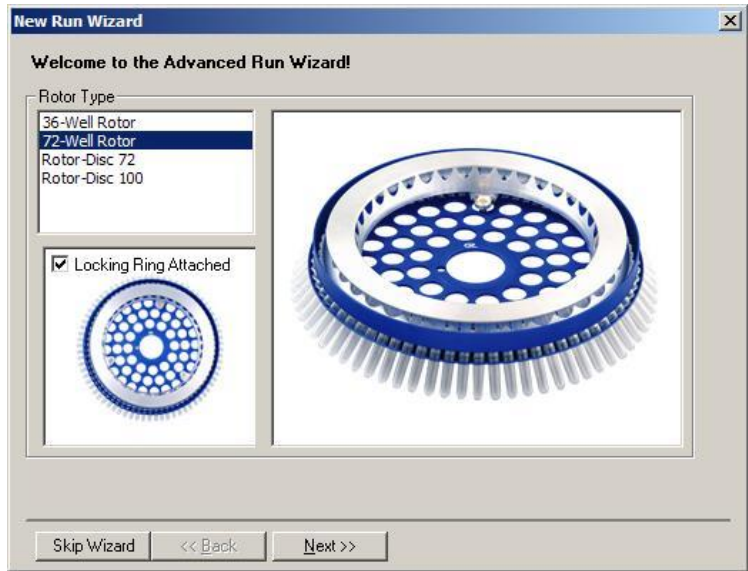 New Run Wizard
Welcome to the Advanced Run Wizard!
Rotor Type
36-Well Rotor
72-Well Rotor
Rotor-Disc 72
Rotor-Disc 100
Locking Ring Attached
Skip Wizard
<< Back
Next >>